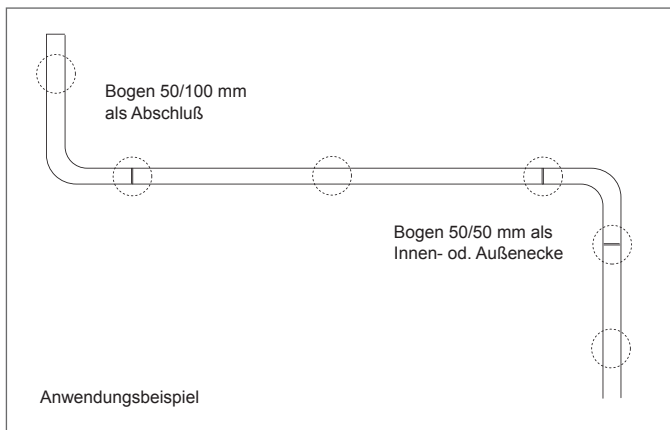 Bogen 50/100 mm
als Abschluß
Bogen 50/50 mm als
Innen- od. Außenecke
Anwendungsbeispiel